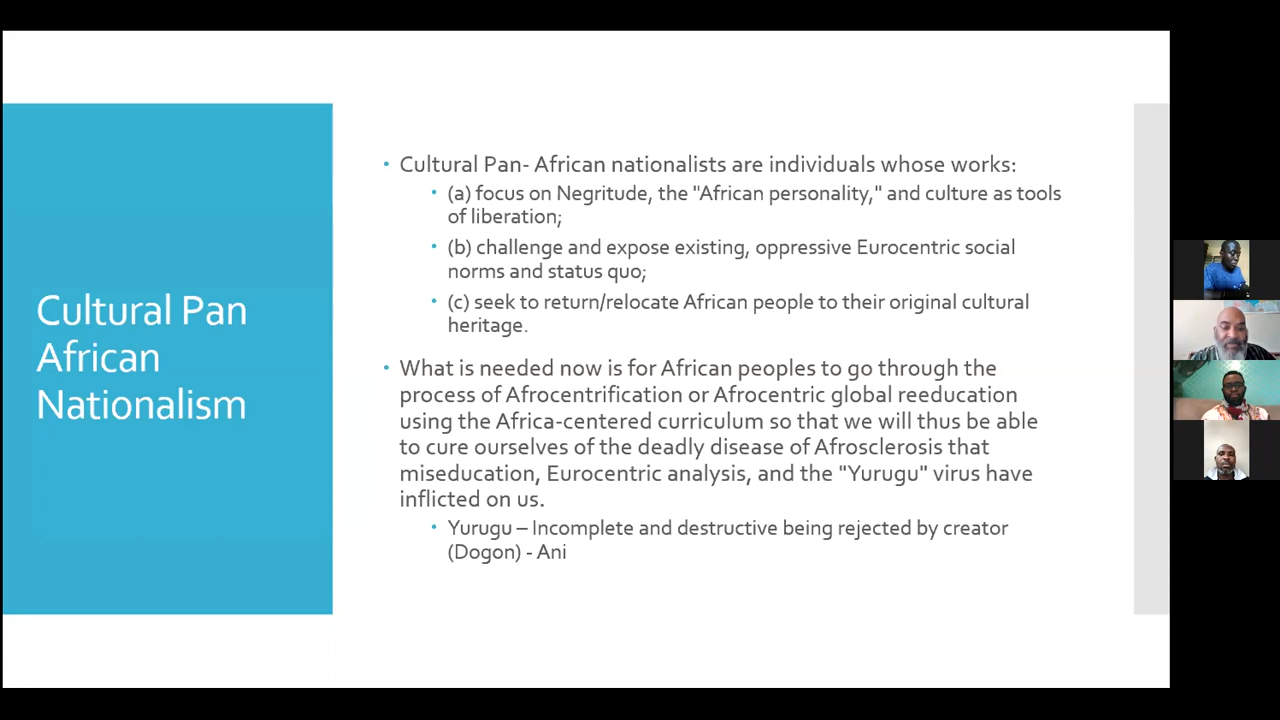 Cultural Pan
African
Nationalism
• Cultural Pan- African nationalists are individuals whose works:
• (a) focus on Negritude, the "African personality," and culture as tools
of liberation;
• (b) challenge and expose existing, oppressive Eurocentric social
norms and status quo;
• (c) seek to return/relocate African people to their original cultural
heritage.
• What is needed now is for African peoples to go through the
process of Afrocentrification or Afrocentric global reeducation
using the Africa-centered curriculum so that we will thus be able
to cure ourselves of the deadly disease of Afrosclerosis that
miseducation, Eurocentric analysis, and the "Yurugu" virus have
inflicted on us.
• Yurugu – Incomplete and destructive being rejected by creator
(Dogon) - Ani